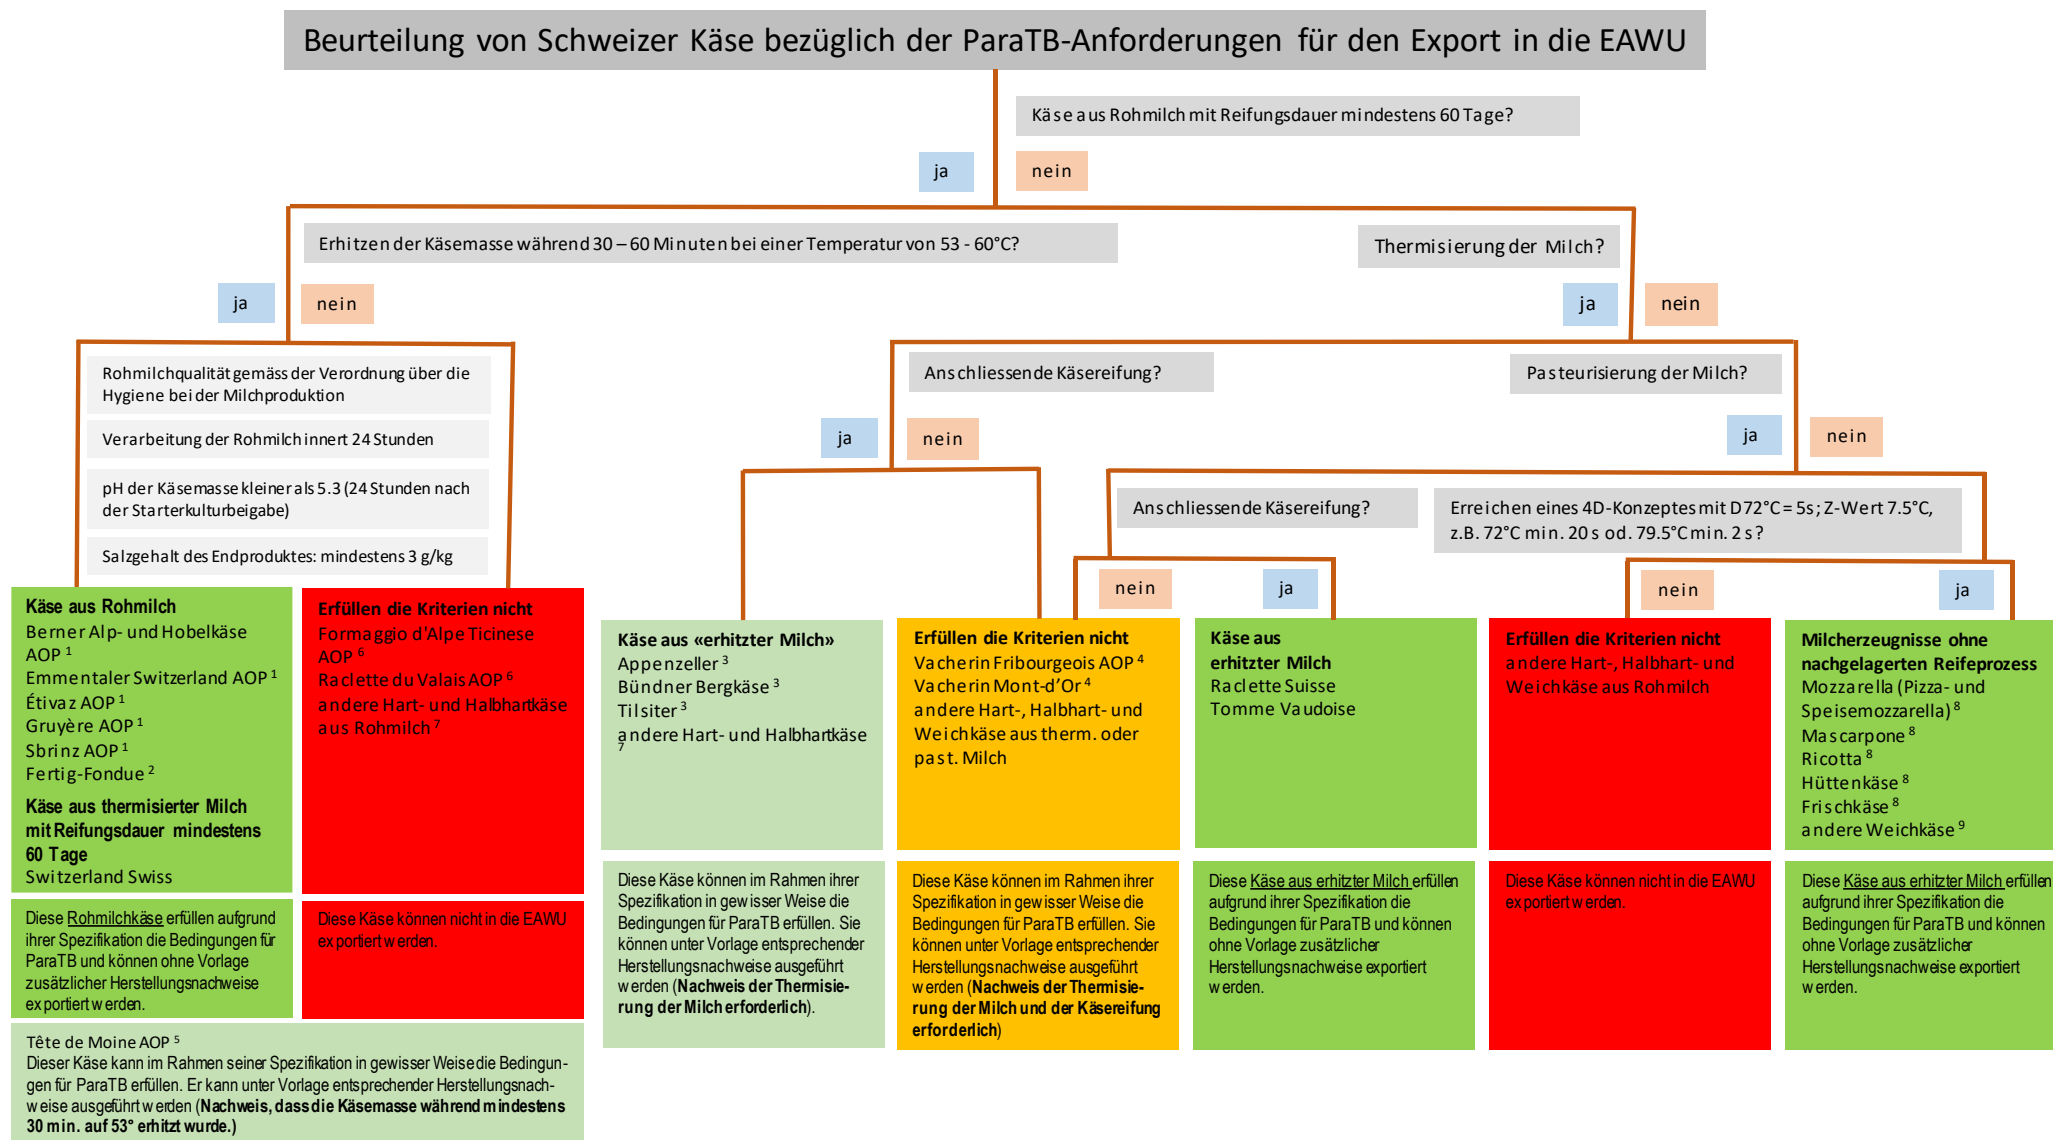 Beurteilung von Schweizer Käse bezüglich der ParaTB-Anforderungen für den Export in die EAWU
Käse aus Rohmilch mit Reifungsdauer mindestens 60 Tage?
ja
nein
Erhitzen der Käsemasse während 30 – 60 Minuten bei einer Temperatur von 53 - 60°C?
Thermisierung der Milch?
ja
nein
ja
nein
Rohmilchqualität gemäss der Verordnung über die
Hygiene bei der Milchproduktion
Verarbeitung der Rohmilch innert 24 Stunden
pH der Käsemasse kleiner als 5.3 (24 Stunden nach
der Starterkulturbeigabe)
Salzgehalt des Endproduktes: mindestens 3 g/kg
Anschliessende Käsereifung?
Pasteurisierung der Milch?
ja
nein
ja
nein
Anschliessende Käsereifung?
Erreichen eines 4D-Konzeptes mit D72°C = 5s; Z-Wert 7.5°C,
z.B. 72°C min. 20 s od. 79.5°C min. 2 s?
nein
ja
nein
ja
Käse aus Rohmilch
Berner Alp- und Hobelkäse
AOP 1
Emmentaler Switzerland AOP 1
Étivaz AOP 1
Gruyère AOP 1
Sbrinz AOP 1
Fertig-Fondue 2
Käse aus thermisierter Milch
mit Reifungsdauer mindestens
60 Tage
Switzerland Swiss
Erfüllen die Kriterien nicht
Formaggio d'Alpe Ticinese
AOP 6
Raclette du Valais AOP 6
andere Hart- und Halbhartkäse
aus Rohmilch 7
Käse aus «erhitzter Milch»
Appenzeller 3
Bündner Bergkäse 3
Tilsiter 3
andere Hart- und Halbhartkäse
7
Erfüllen die Kriterien nicht
Vacherin Fribourgeois AOP 4
Vacherin Mont-d’Or 4
andere Hart-, Halbhart- und
Weichkäse aus therm. oder
past. Milch
Käse aus
erhitzter Milch
Raclette Suisse
Tomme Vaudoise
Erfüllen die Kriterien nicht
andere Hart-, Halbhart- und
Weichkäse aus Rohmilch
Milcherzeugnisse ohne
nachgelagerten Reifeprozess
Mozzarella (Pizza- und
Speisemozzarella) 8
Mascarpone 8
Ricotta 8
Hüttenkäse 8
Frischkäse 8
andere Weichkäse 9
Diese Rohmilchkäse erfüllen aufgrund
ihrer Spezifikation die Bedingungen für
ParaTB und können ohne Vorlage
zusätzlicher Herstellungsnachweise
exportiert werden.
Diese Käse können nicht in die EAWU
exportiert werden.
Diese Käse können im Rahmen ihrer
Spezifikation in gewisser Weise die
Bedingungen für ParaTB erfüllen. Sie
können unter Vorlage entsprechender
Herstellungsnachweise ausgeführt
werden (Nachweis der Thermisie-
rung der Milch erforderlich).
Diese Käse können im Rahmen ihrer
Spezifikation in gewisser Weise die
Bedingungen für ParaTB erfüllen. Sie
können unter Vorlage entsprechender
Herstellungsnachweise ausgeführt
werden (Nachweis der Thermisie-
rung der Milch und der Käsereifung
erforderlich)
Diese Käse aus erhitzter Milch erfüllen
aufgrund ihrer Spezifikation die
Bedingungen für ParaTB und können
ohne Vorlage zusätzlicher
Herstellungsnachweise exportiert
werden.
Diese Käse können nicht in die EAWU
exportiert werden.
Diese Käse aus erhitzter Milch erfüllen
aufgrund ihrer Spezifikation die
Bedingungen für ParaTB und können
ohne Vorlage zusätzlicher
Herstellungsnachweise exportiert
werden.
Tête de Moine AOP 5
Dieser Käse kann im Rahmen seiner Spezifikation in gewisser Weise die Bedingun-
gen für ParaTB erfüllen. Er kann unter Vorlage entsprechender Herstellungsnach-
weise ausgeführt werden (Nachweis, dass die Käsemasse während mindestens
30 min. auf 53° erhitzt wurde.)